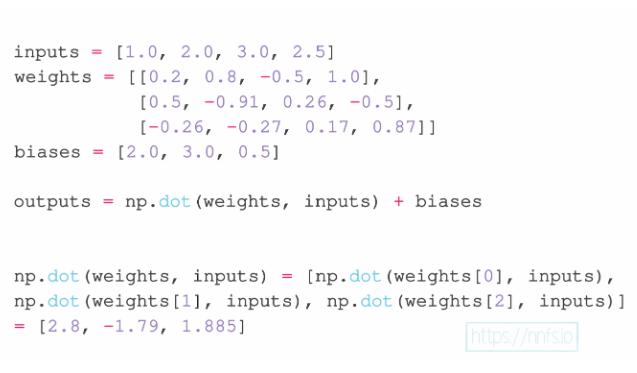 inputs = [1.0, 2.0, 3.0, 2.5]
weights = [[0.2, 0.8, -0.5, 1.0],
[0.5, -0.91, 0.26, -0.5],
[-0.26, -0.27, 0.17, 0.87]]
biases = [2.0, 3.0, 0.5]
outputs = np.dot(weights, inputs) + biases
np.dot(weights, inputs) = [np.dot(weights[0], inputs),
np.dot(weights[1], inputs), np.dot(weights[2], inputs)]
= [2.8, -1.79, 1.885]
https://nnfs.io